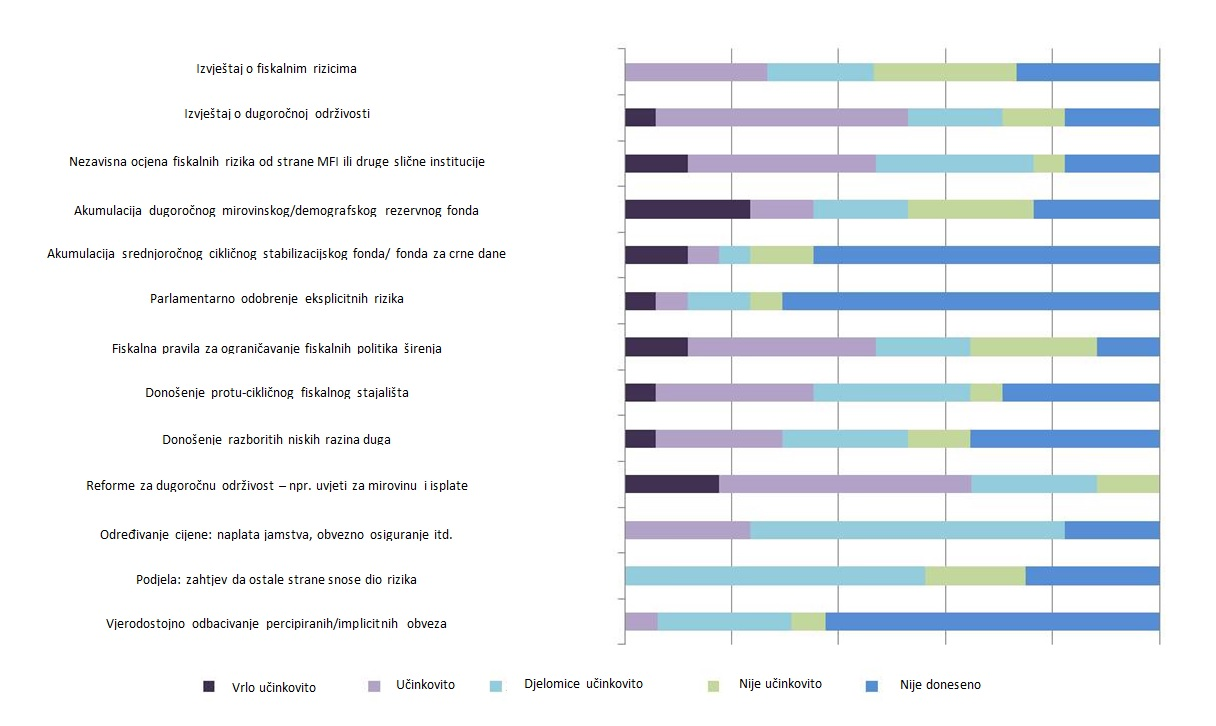 Izvještaj o fiskalnim rizicima
Izvještaj o dugoročnoj održivosti
Nezavisna ocjena fiskalnih rizika od strane MFI ili druge slične institucije
Akumulacija dugoročnog mirovinskog/demografskog rezervnog fonda
Akumulacija srednjoročnog cikličnog stabilizacijskog fonda/ fonda za crne dane
Parlamentarno odobrenje eksplicitnih rizika
Fiskalna pravila za ograničavanje fiskalnih politika širenja
Donošenje protu-cikličnog fiskalnog stajališta
Donošenje razboritih niskih razina duga
Reforme za dugoročnu održivost – npr. uvjeti za mirovinu i isplate
Određivanje cijene: naplata jamstva, obvezno osiguranje itd.
Podjela: zahtjev da ostale strane snose dio rizika
Vjerodostojno odbacivanje percipiranih/implicitnih obveza
Vrlo učinkovito Učinkovito Djelomice učinkovito Nije učinkovito Nije doneseno